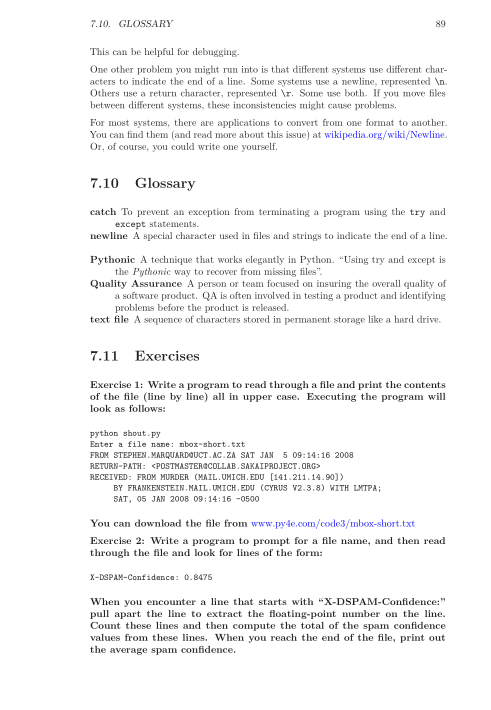 7.10. GLOSSARY 89
This can be helpful for debugging.
One other problem you might run into is that different systems use different char-
acters to indicate the end of a line. Some systems use a newline, represented \n.
Others use a return character, represented \r. Some use both. If you move files
between different systems, these inconsistencies might cause problems.
For most systems, there are applications to convert from one format to another.
You can find them (and read more about this issue) at wikipedia.org/wiki/Newline.
Or, of course, you could write one yourself.
7.10 Glossary
catch To prevent an exception from terminating a program using the try and
except statements.
newline A special character used in files and strings to indicate the end of a line.
Pythonic A technique that works elegantly in Python. “Using try and except is
the Pythonic way to recover from missing files”.
Quality Assurance A person or team focused on insuring the overall quality of
a software product. QA is often involved in testing a product and identifying
problems before the product is released.
text file A sequence of characters stored in permanent storage like a hard drive.
7.11 Exercises
Exercise 1: Write a program to read through a file and print the contents
of the file (line by line) all in upper case. Executing the program will
look as follows:
python shout.py
Enter a file name: mbox-short.txt
FROM STEPHEN.MARQUARD@UCT.AC.ZA SAT JAN  5 09:14:16 2008
RETURN-PATH: <POSTMASTER@COLLAB.SAKAIPROJECT.ORG>
RECEIVED: FROM MURDER (MAIL.UMICH.EDU [141.211.14.90])
BY FRANKENSTEIN.MAIL.UMICH.EDU (CYRUS V2.3.8) WITH LMTPA;
SAT, 05 JAN 2008 09:14:16 -0500
You can download the file from www.py4e.com/code3/mbox-short.txt
Exercise 2: Write a program to prompt for a file name, and then read
through the file and look for lines of the form:
X-DSPAM-Confidence: 0.8475
When you encounter a line that starts with “X-DSPAM-Confidence:”
pull apart the line to extract the floating-point number on the line.
Count these lines and then compute the total of the spam confidence
values from these lines. When you reach the end of the file, print out
the average spam confidence.